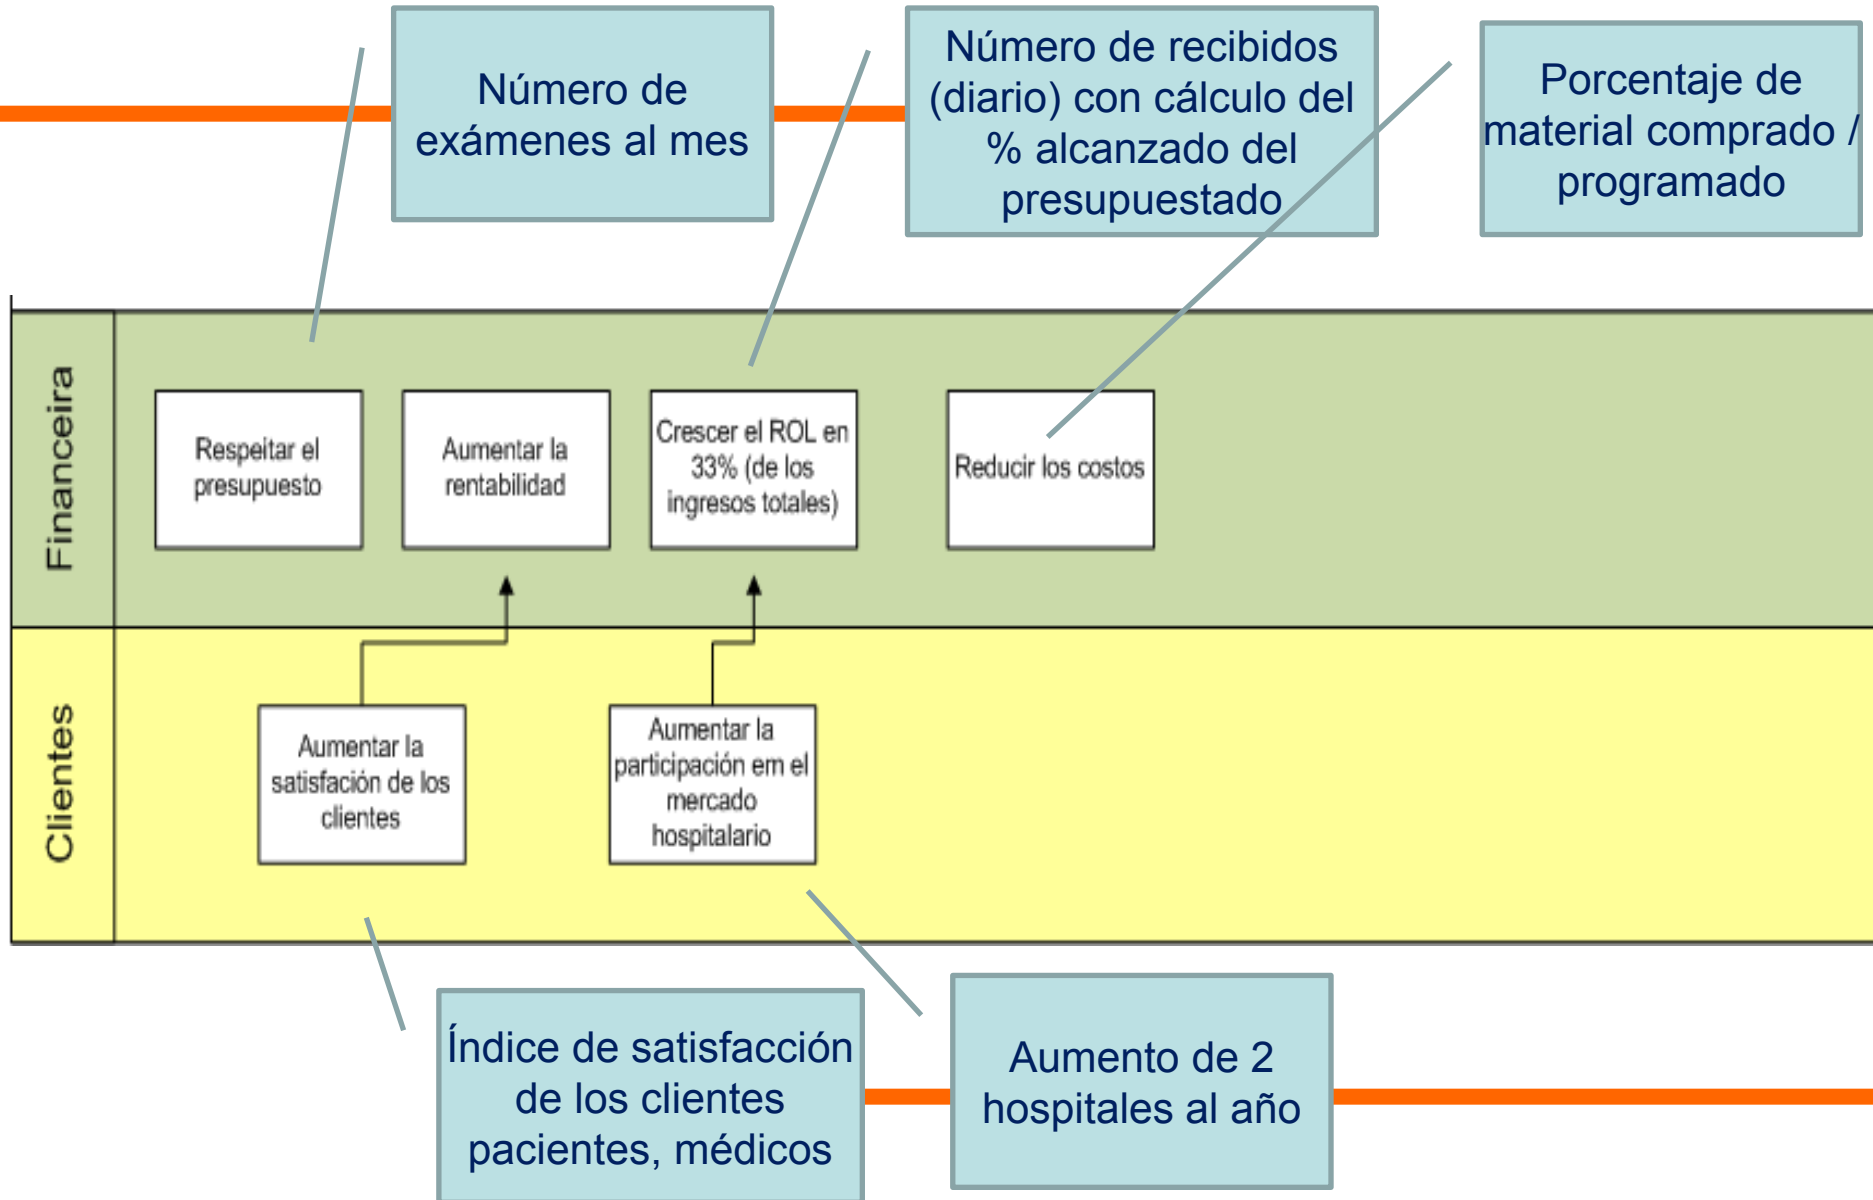 Número de
exámenes al mes
Número de recibidos
(diario) con cálculo del
% alcanzado del
presupuestado
Porcentaje de
material comprado /
programado
Financeira
Respeitar el
presupuesto
Aumentar la
rentabilidad
Crescer el ROL en
33% (de los
ingresos totales)
Reducir los costos
Clientes
Aumentar la
satisfación de los
clientes
Aumentar la
participación em el
mercado
hospitalario
Índice de satisfacción
de los clientes
pacientes, médicos
Aumento de 2
hospitales al año